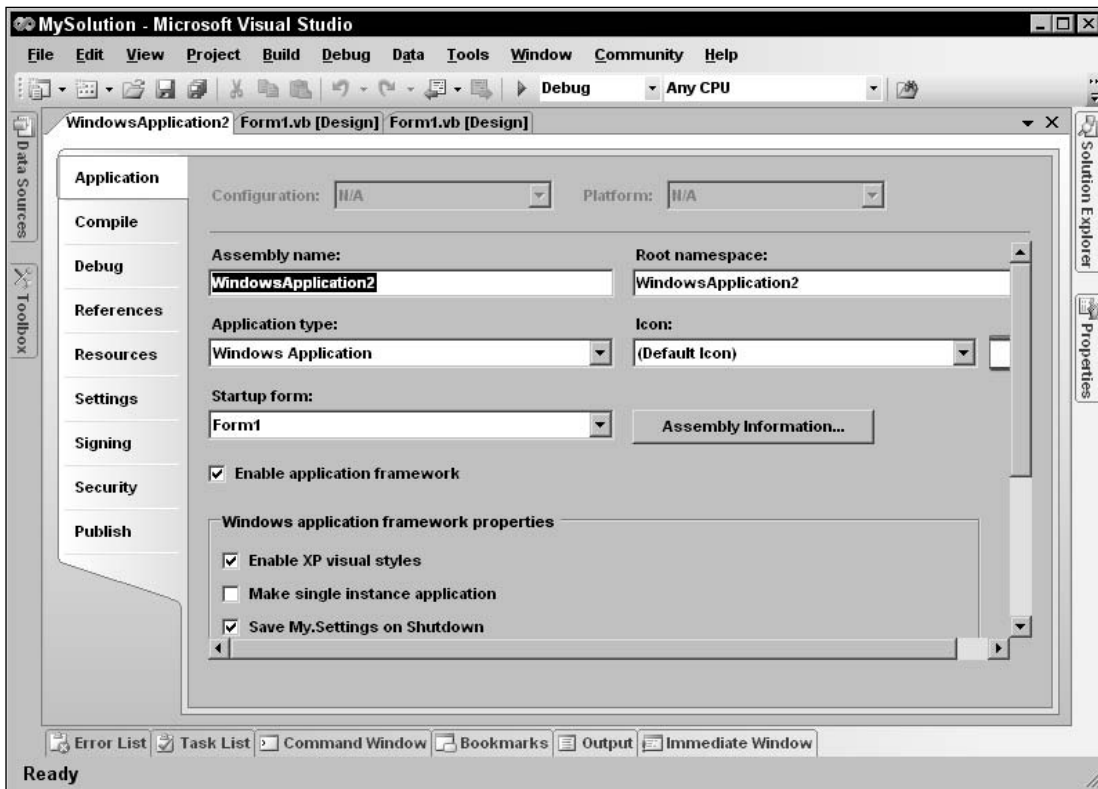 MySolution - Microsoft Visual Studio
File Edit View Project Build Debug Data Tools Window Community Help
Debug Any CPU
WindowsApplication2 Form1.vb [Design] Form1.vb [Design]
Data Sources
Toolbox
Application
Compile
Debug
References
Resources
Settings
Signing
Security
Publish
Configuration: N/A Platform: N/A
Assembly name: Root namespace:
WindowsApplication2 WindowsApplication2
Application type: Icon:
Windows Application (Default Icon)
Startup form:
Form1 Assembly Information...
Enable application framework
Windows application framework properties
Enable XP visual styles
Make single instance application
Save My.Settings on Shutdown
Solution Explorer
Properties
Error List Task List Command Window Bookmarks Output Immediate Window
Ready